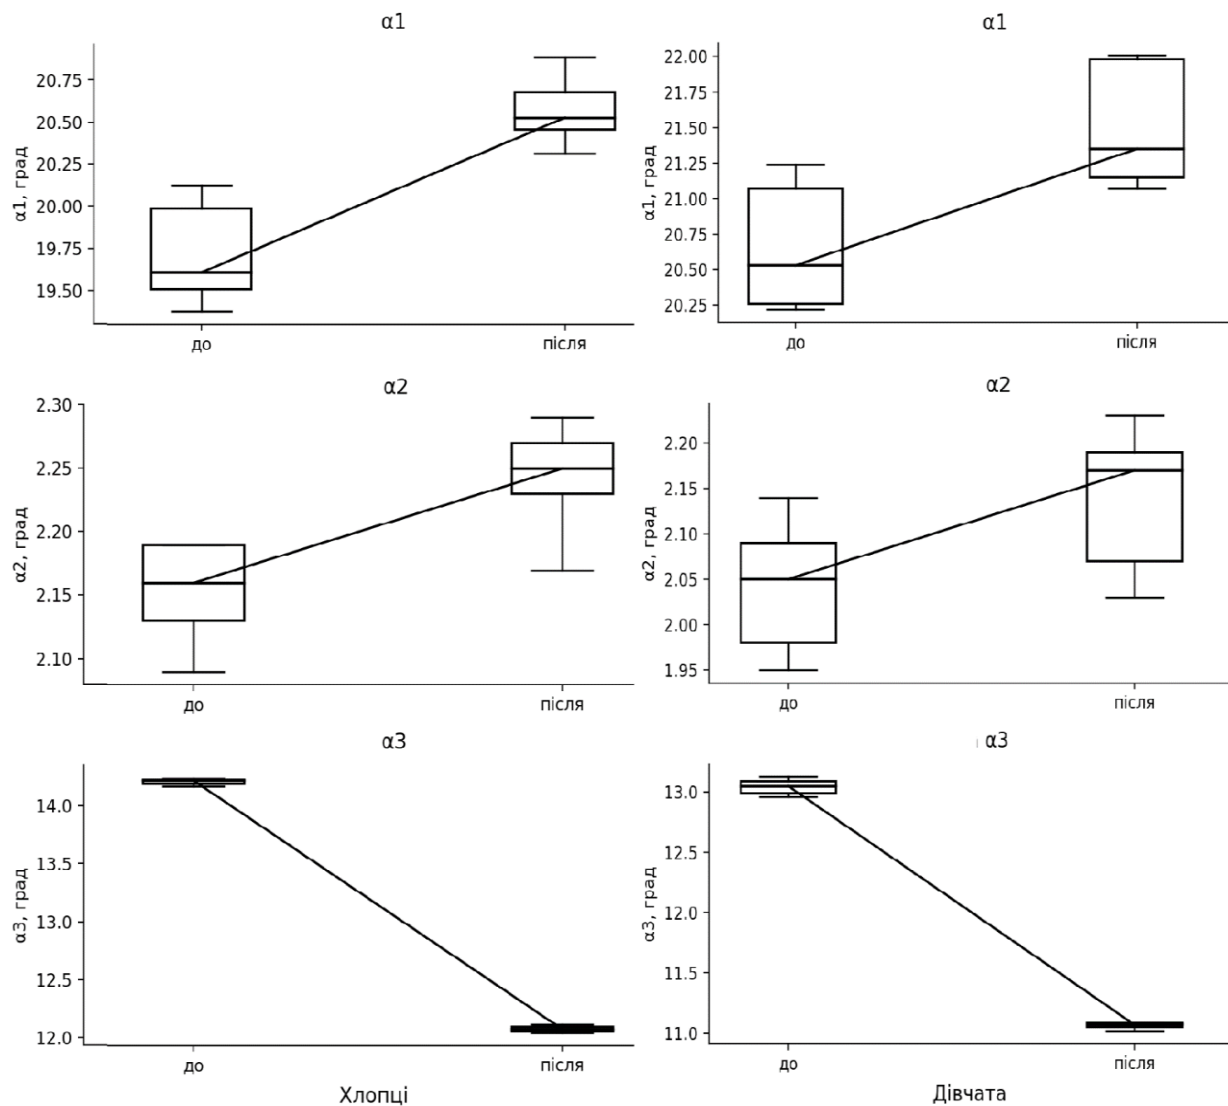 α1
α1, град
20.75
20.50
20.25
20.00
19.75
19.50
до
після
α1
α1, град
22.00
21.75
21.50
21.25
21.00
20.75
20.50
20.25
до
після
α2
α2, град
2.30
2.25
2.20
2.15
2.10
до
після
α2
α2, град
2.20
2.15
2.10
2.05
2.00
1.95
до
після
α3
α3, град
14.0
13.5
13.0
12.5
12.0
до
після
Хлопці
α3
α3, град
13.0
12.5
12.0
11.5
11.0
до
після
Дівчата